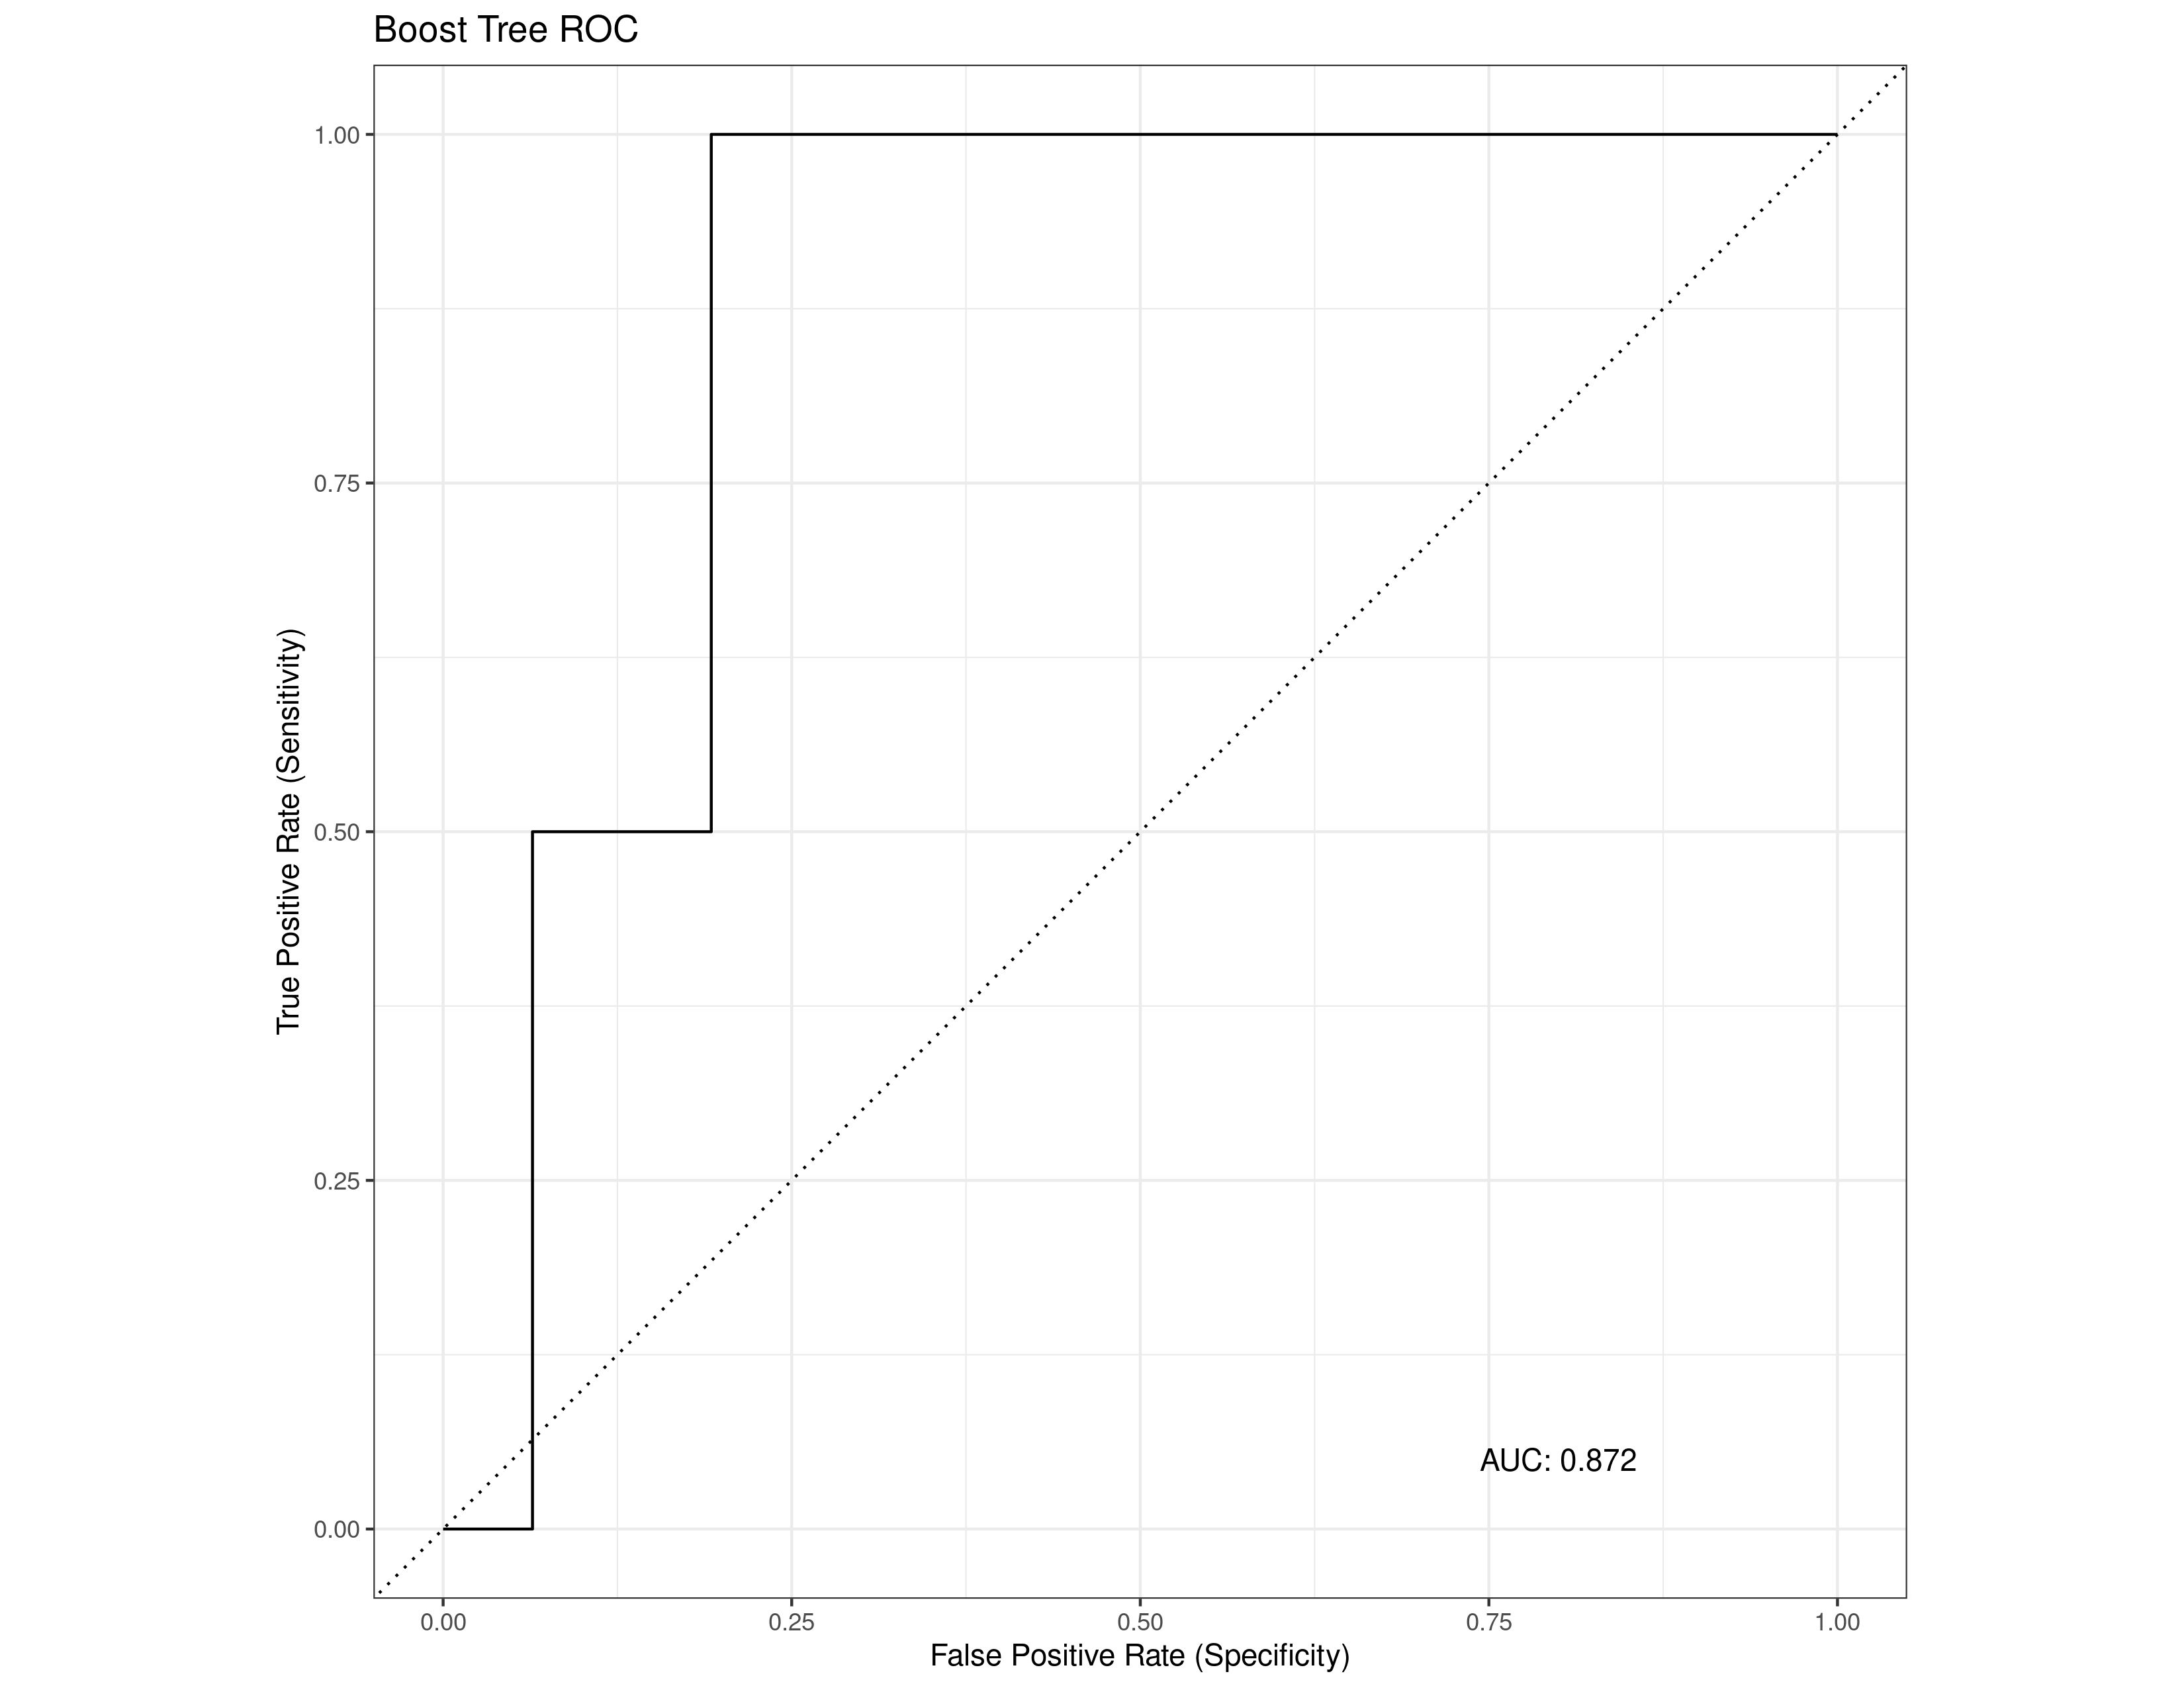 Boost Tree ROC
True Positive Rate (Sensitivity)
1.00
0.75
0.50
0.25
0.00
AUC: 0.872
0.00 0.25 0.50 0.75 1.00
False Positive Rate (Specificity)